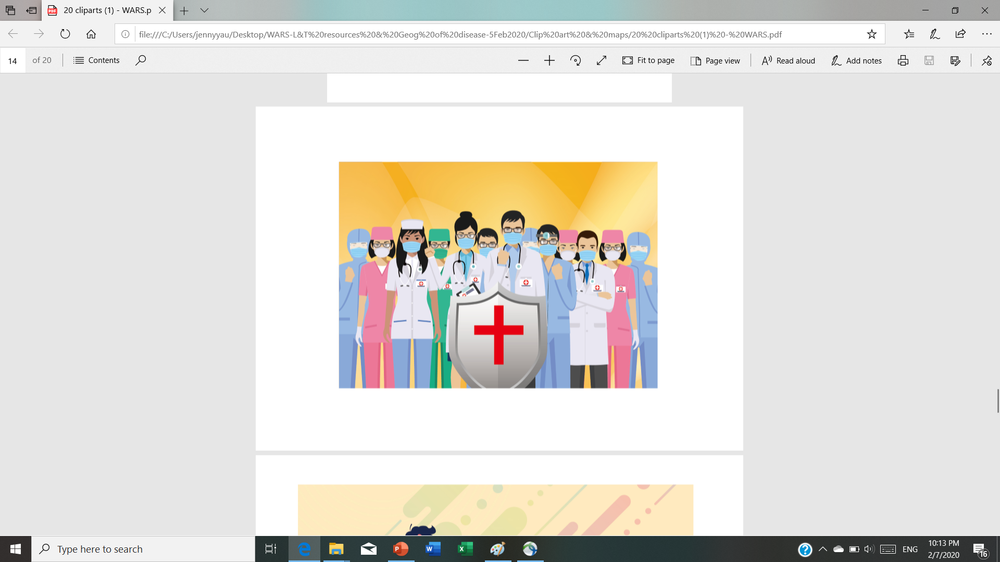 20 cliparts (1) - WARS.p
file:///C:/Users/jennyyau/Desktop/WARS-L&T%20resources%20&%20Geog%20of%20disease-5Feb2020/Clip%20art%20&%20maps/20%20cliparts%20(1)%20-%20WARS.pdf
14 of 20 Contents Fit to page Page view Read aloud Add notes
Type here to search
ENG
10:13 PM
2/7/2020
16